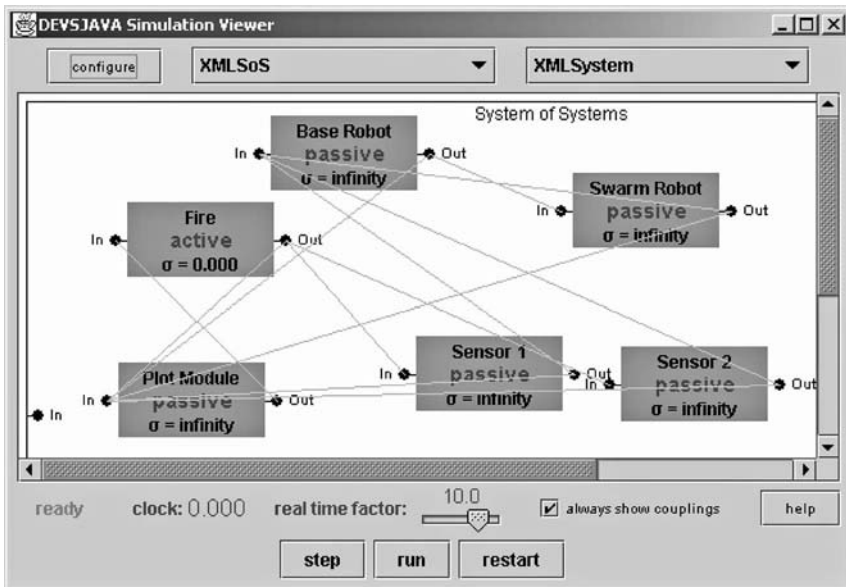 DEVSJAVA Simulation Viewer
configure
XMLSoS
XMLSystem
System of Systems
Base Robot
In
passive
Out
σ = infinity
Swarm Robot
In
passive
Out
σ = infinity
Fire
In
active
Out
σ = 0.000
Sensor 1
In
passive
Out
σ = infinity
Sensor 2
In
passive
Out
σ = infinity
Plot Module
In
passive
Out
σ = infinity
In
ready
clock: 0.000
real time factor:
10.0
always show couplings
help
step
run
restart